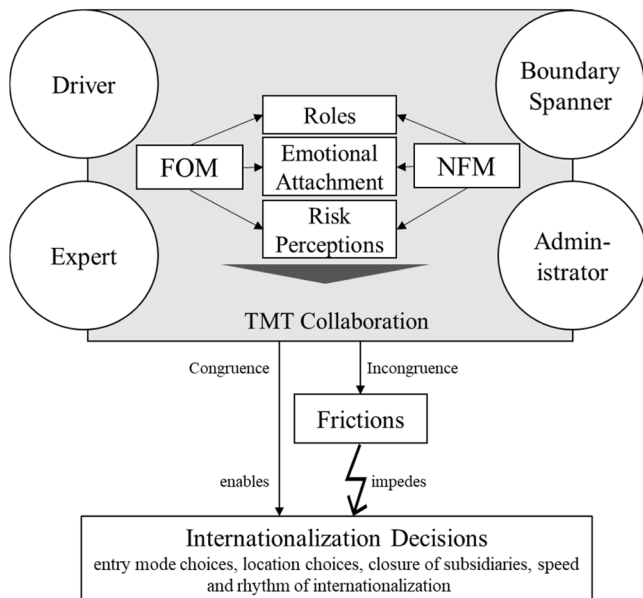 Driver
Boundary
Spanner
Roles
FOM
Emotional
Attachment
NFM
Risk
Perceptions
Expert
Admin-
istrator
TMT Collaboration
Congruence
Incongruence
Frictions
enables
impedes
Internationalization Decisions
entry mode choices, location choices, closure of subsidiaries, speed
and rhythm of internationalization